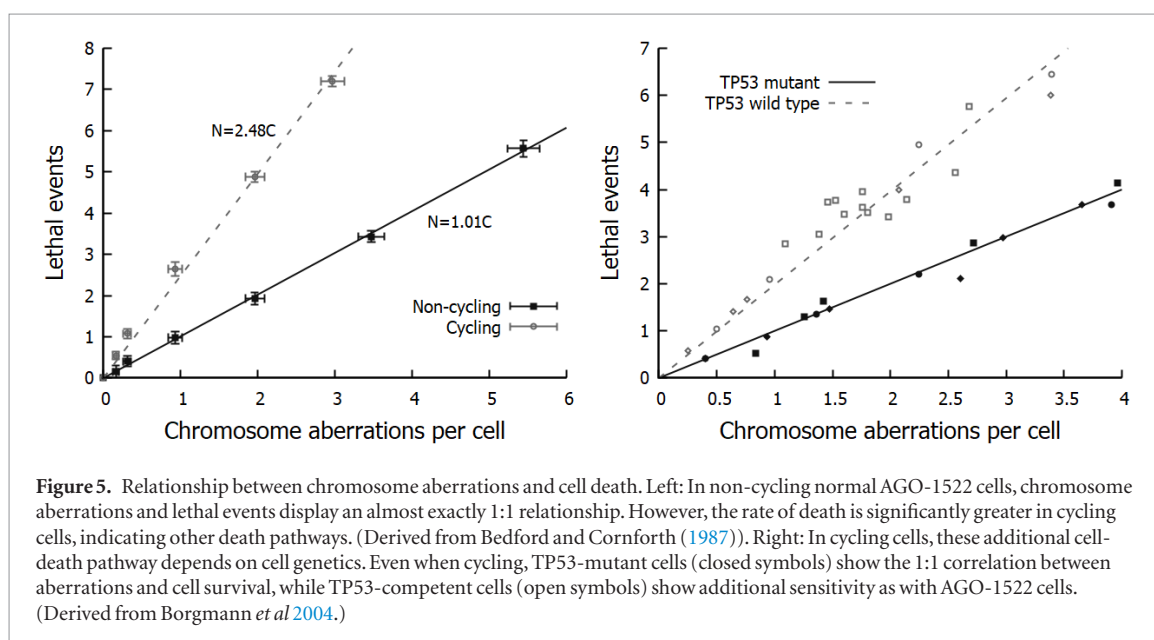 8
7
6
5
4
3
2
1
0
Lethal events
N=2.48C
N=1.01C
Non-cycling
Cycling
0 1 2 3 4 5 6
Chromosome aberrations per cell
7
6
5
4
3
2
1
0
Lethal events
TP53 mutant
TP53 wild type
0 0.5 1 1.5 2 2.5 3 3.5 4
Chromosome aberrations per cell
Figure 5. Relationship between chromosome aberrations and cell death. Left: In non-cycling normal AGO-1522 cells, chromosome
aberrations and lethal events display an almost exactly 1:1 relationship. However, the rate of death is significantly greater in cycling
cells, indicating other death pathways. (Derived from Bedford and Cornforth (1987)). Right: In cycling cells, these additional cell-
death pathway depends on cell genetics. Even when cycling, TP53-mutant cells (closed symbols) show the 1:1 correlation between
aberrations and cell survival, while TP53-competent cells (open symbols) show additional sensitivity as with AGO-1522 cells.
(Derived from Borgmann et al 2004.)